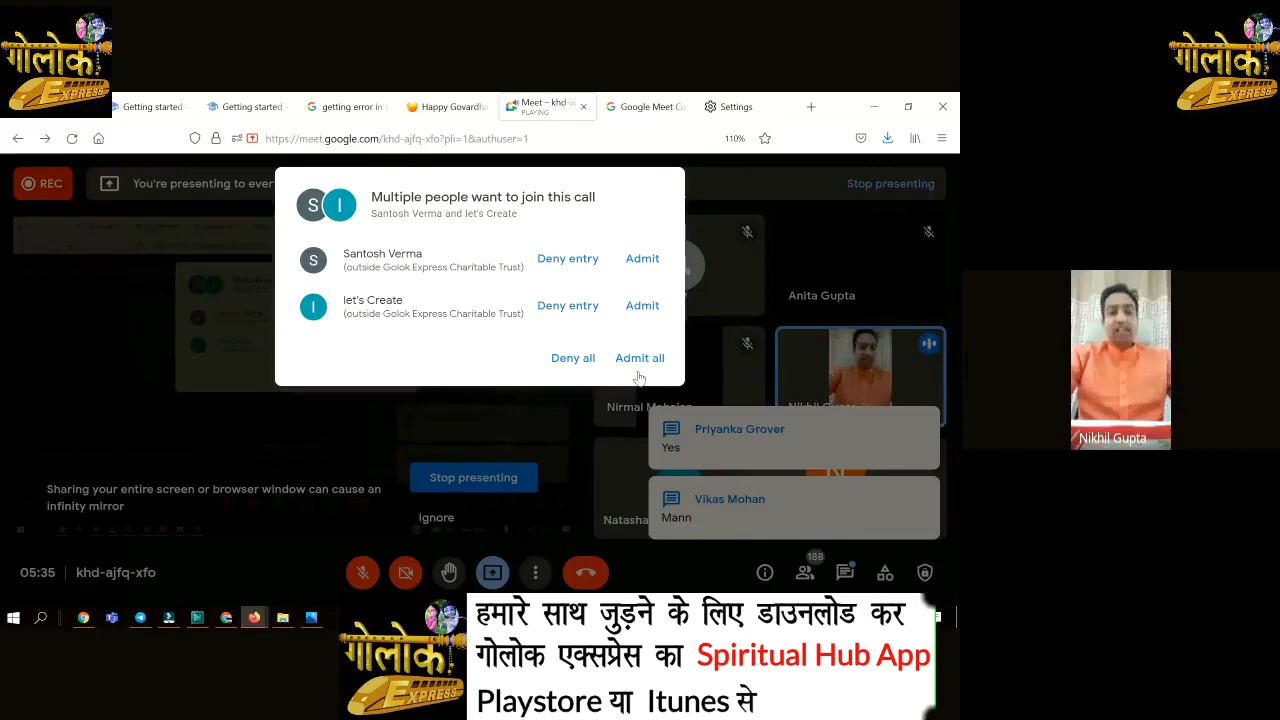 गोलोक
EXPRESS
गोलोक
EXPRESS
Getting started
Getting started
getting error in s
Happy Govardha
Meet – khd-aj
PLAYING
Google Meet Co
Settings
https://meet.google.com/khd-ajfq-xfo?pli=1&authuser=1
110%
REC
You're presenting to ever
Stop presenting
S
I
Multiple people want to join this call
Santosh Verma and let's Create
S
Santosh Verma
(outside Golok Express Charitable Trust)
Deny entry
Admit
I
let's Create
(outside Golok Express Charitable Trust)
Deny entry
Admit
Deny all
Admit all
Anita Gupta
Nirmal Mahajan
Nikhil Gupta
Nikhil Gupta
Priyanka Grover
Yes
Vikas Mohan
Mann
Natasha
Stop presenting
Ignore
Sharing your entire screen or browser window can cause an
infinity mirror
05:35 | khd-ajfq-xfo
188
गोलोक
EXPRESS
हमारे साथ जुड़ने के लिए डाउनलोड कर
गोलोक एक्सप्रेस का Spiritual Hub App
Playstore या Itunes से